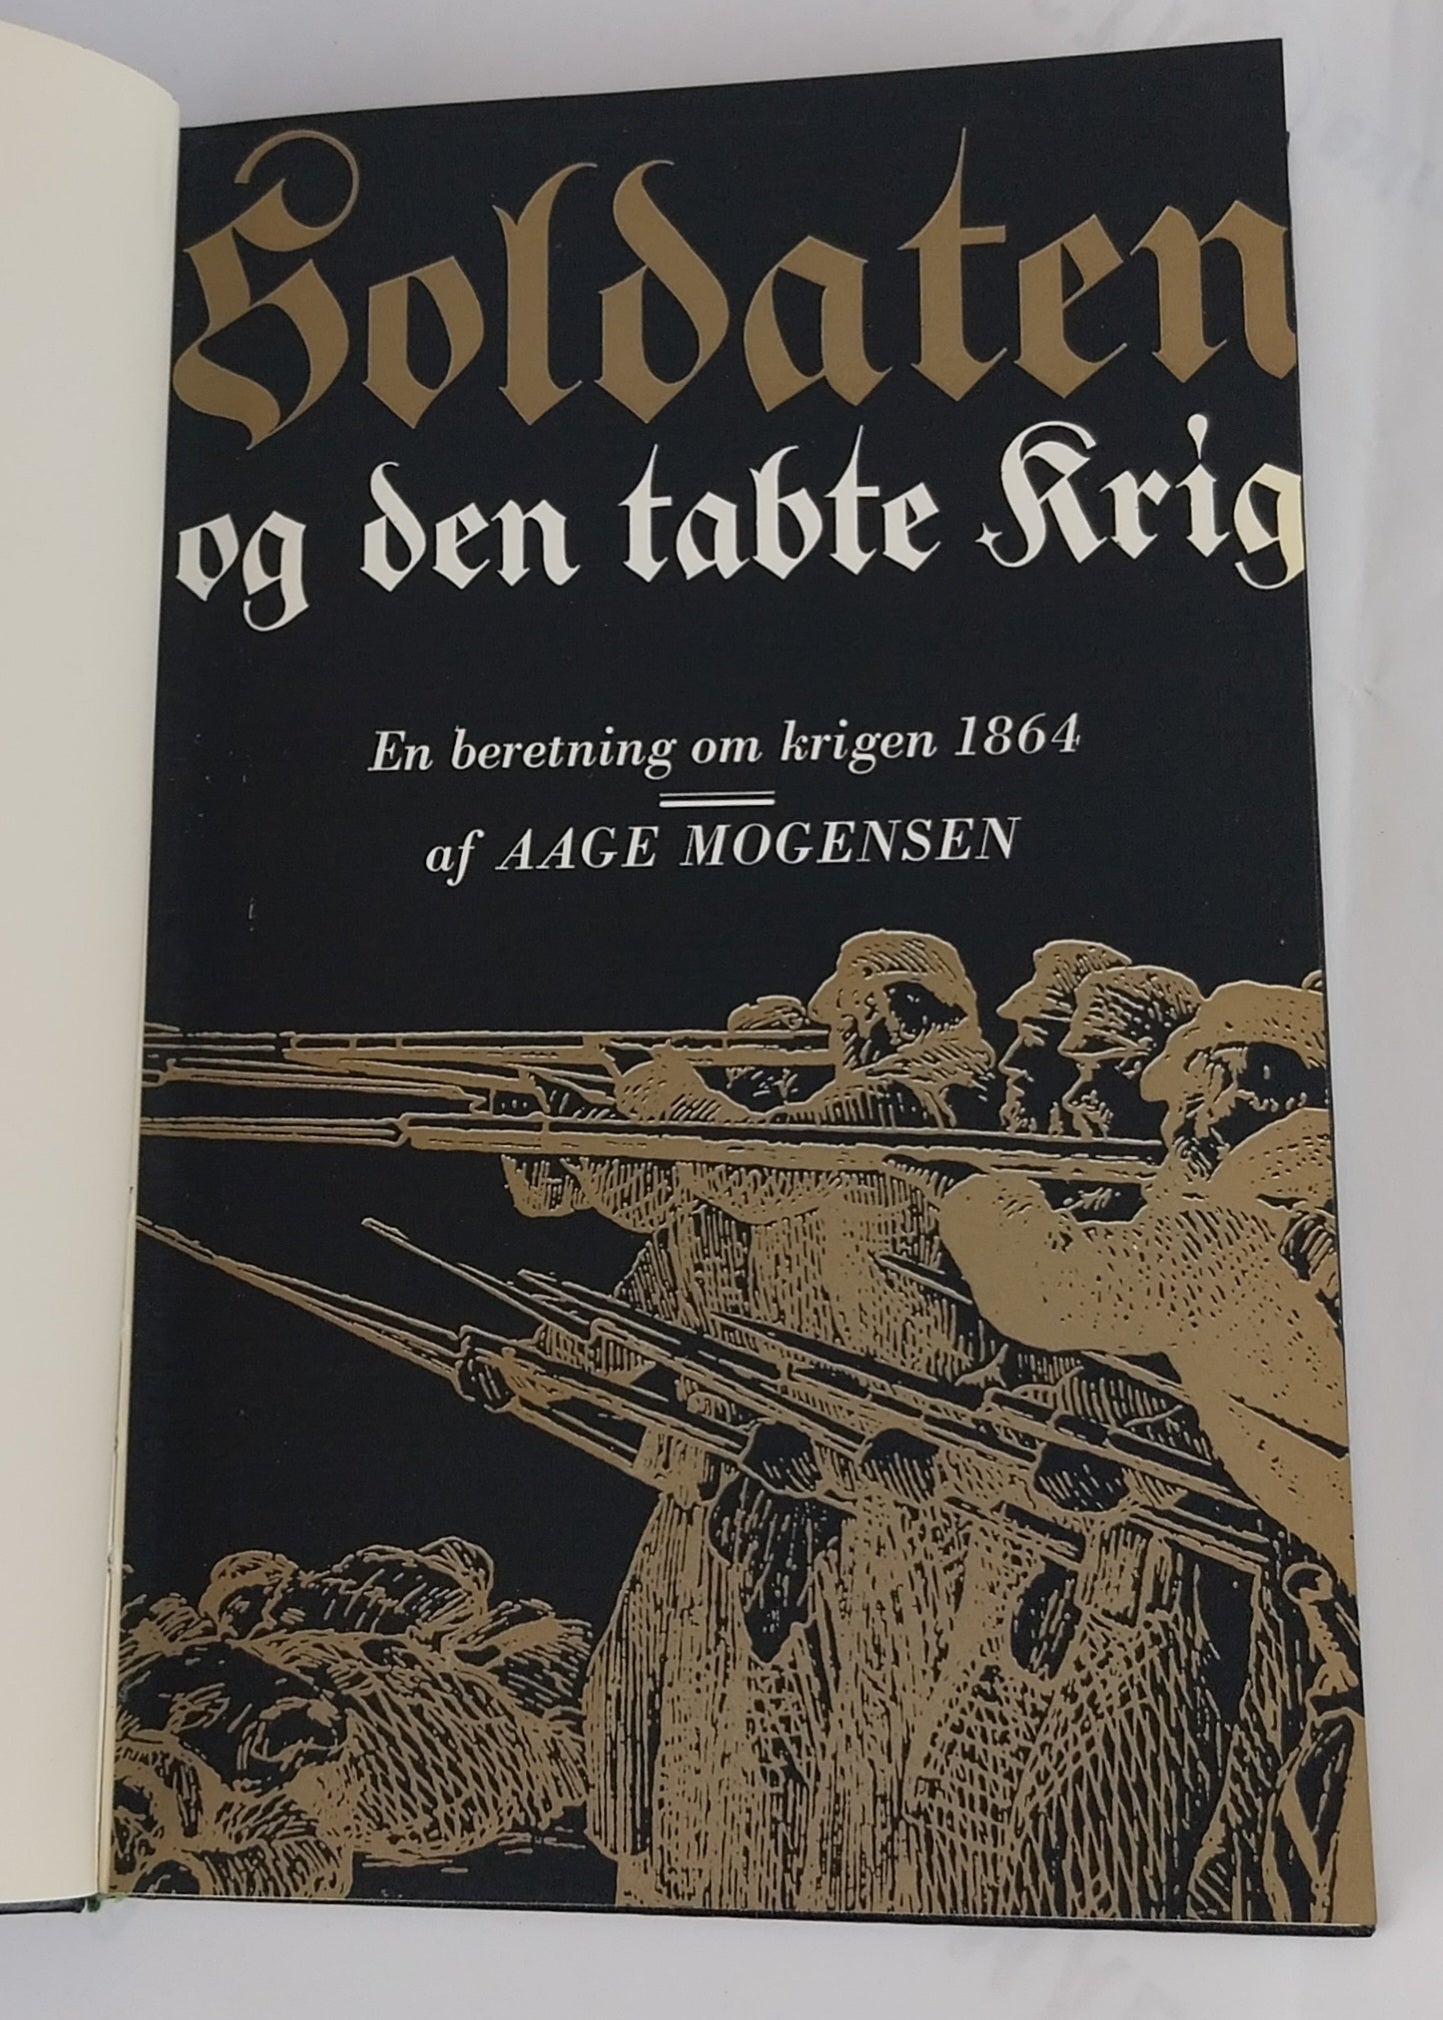 Soldaten
og den tabte Krig
En beretning om krigen 1864
af AAGE MOGENSEN